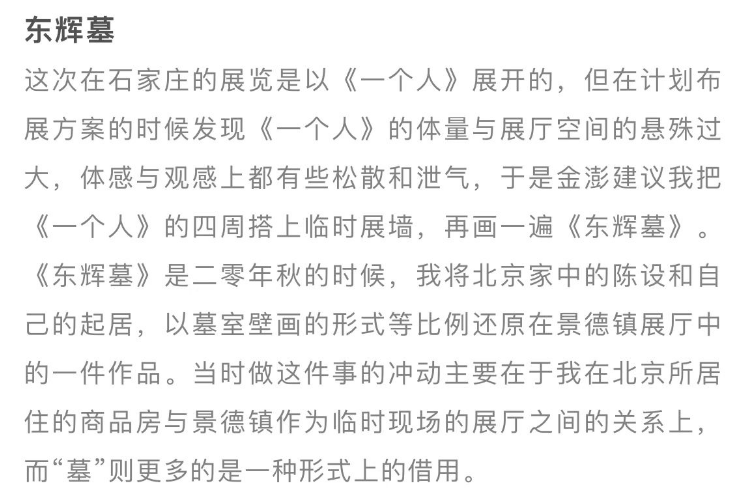 东辉墓
这次在石家庄的展览是以《一个人》展开的，但在计划布
展方案的时候发现《一个人》的体量与展厅空间的悬殊过
大，体感与观感上都有些松散和泄气，于是金澎建议我把
《一个人》的四周搭上临时展墙，再画一遍《东辉墓》。
《东辉墓》是二零年秋的时候，我将北京家中的陈设和自
己的起居，以墓室壁画的形式等比例还原在景德镇展厅中
的一件作品。当时做这件事的冲动主要在于我在北京所居
住的商品房与景德镇作为临时现场的展厅之间的关系上，
而“墓”则更多的是一种形式上的借用。